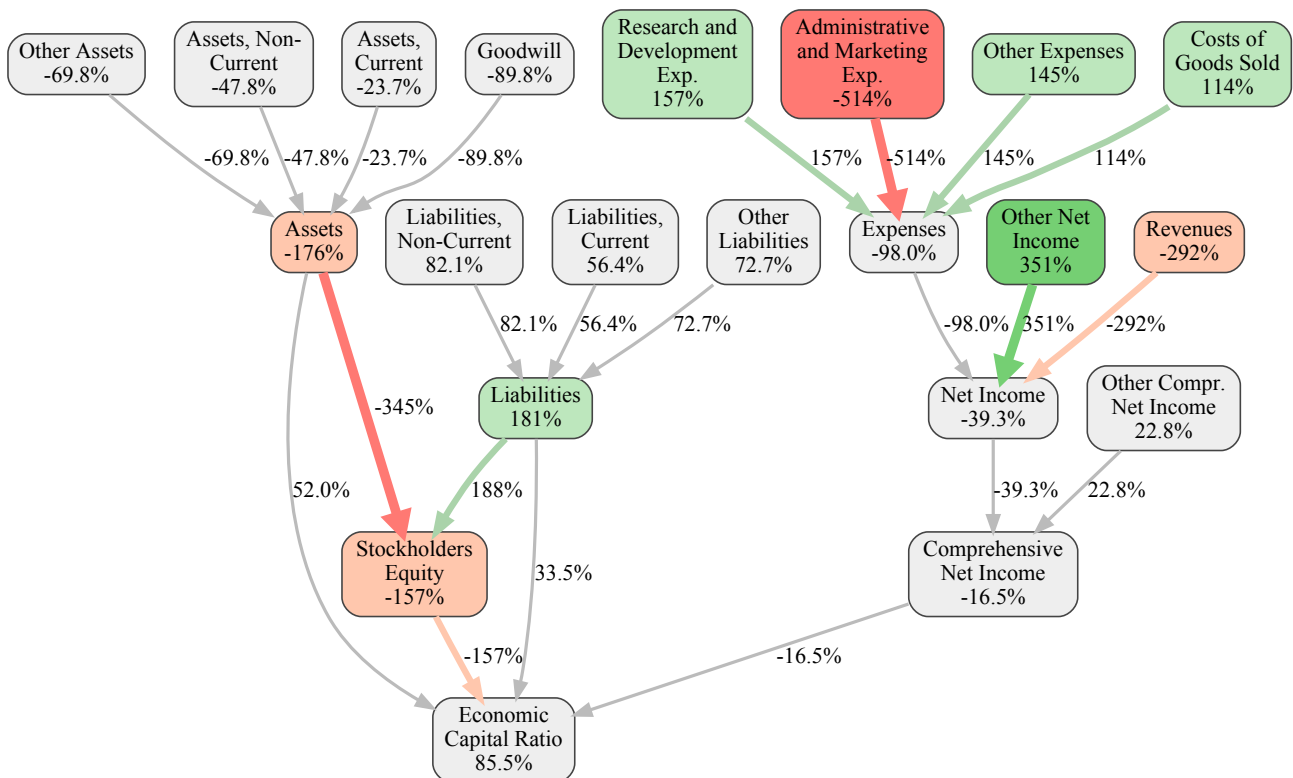 Other Assets
-69.8%
Assets, Non-
Current
-47.8%
Assets,
Current
-23.7%
Goodwill
-89.8%
Research and
Development
Exp.
157%
Administrative
and Marketing
Exp.
-514%
Other Expenses
145%
Costs of
Goods Sold
114%
-69.8%
-47.8%
-23.7%
-89.8%
157%
-514%
145%
114%
Assets
-176%
Liabilities,
Non-Current
82.1%
Liabilities,
Current
56.4%
Other
Liabilities
72.7%
Expenses
-98.0%
Other Net
Income
351%
Revenues
-292%
82.1%
56.4%
72.7%
-98.0%
351%
-292%
-345%
Liabilities
181%
Net Income
-39.3%
Other Compr.
Net Income
22.8%
52.0%
188%
-39.3%
22.8%
Stockholders
Equity
-157%
33.5%
Comprehensive
Net Income
-16.5%
-157%
-16.5%
Economic
Capital Ratio
85.5%